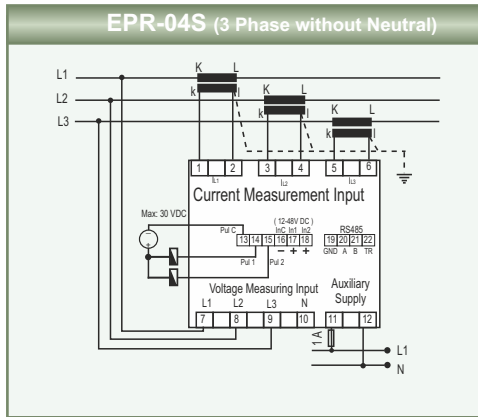 EPR-04S (3 Phase without Neutral)
K L
L1
k l
K L
L2
k l
K L
L3
k l
1 2 3 4 5 6
IL1 IL2 IL3
Current Measurement Input
Max: 30 VDC
( 12-48V DC )
Pul C InC In1 In2 RS485
13 14 15 16 17 18 19 20 21 22
Pul 1 Pul 2 − + + GND A B TR
Voltage Measuring Input
Auxiliary Supply
L1 L2 L3 N
7 8 9 10 11 12
1 A
L1
N